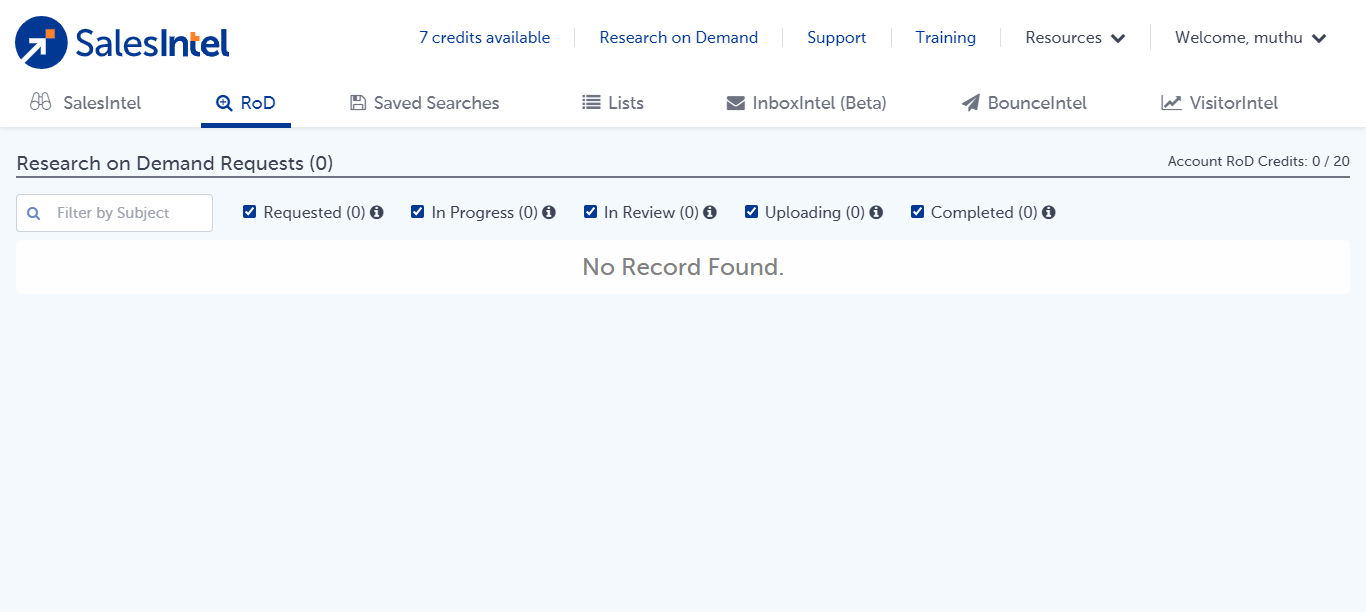 SalesIntel
7 credits available
Research on Demand
Support
Training
Resources
Welcome, muthu
SalesIntel
RoD
Saved Searches
Lists
InboxIntel (Beta)
BounceIntel
VisitorIntel
Research on Demand Requests (0)
Account RoD Credits: 0 / 20
Filter by Subject
Requested (0)
In Progress (0)
In Review (0)
Uploading (0)
Completed (0)
No Record Found.